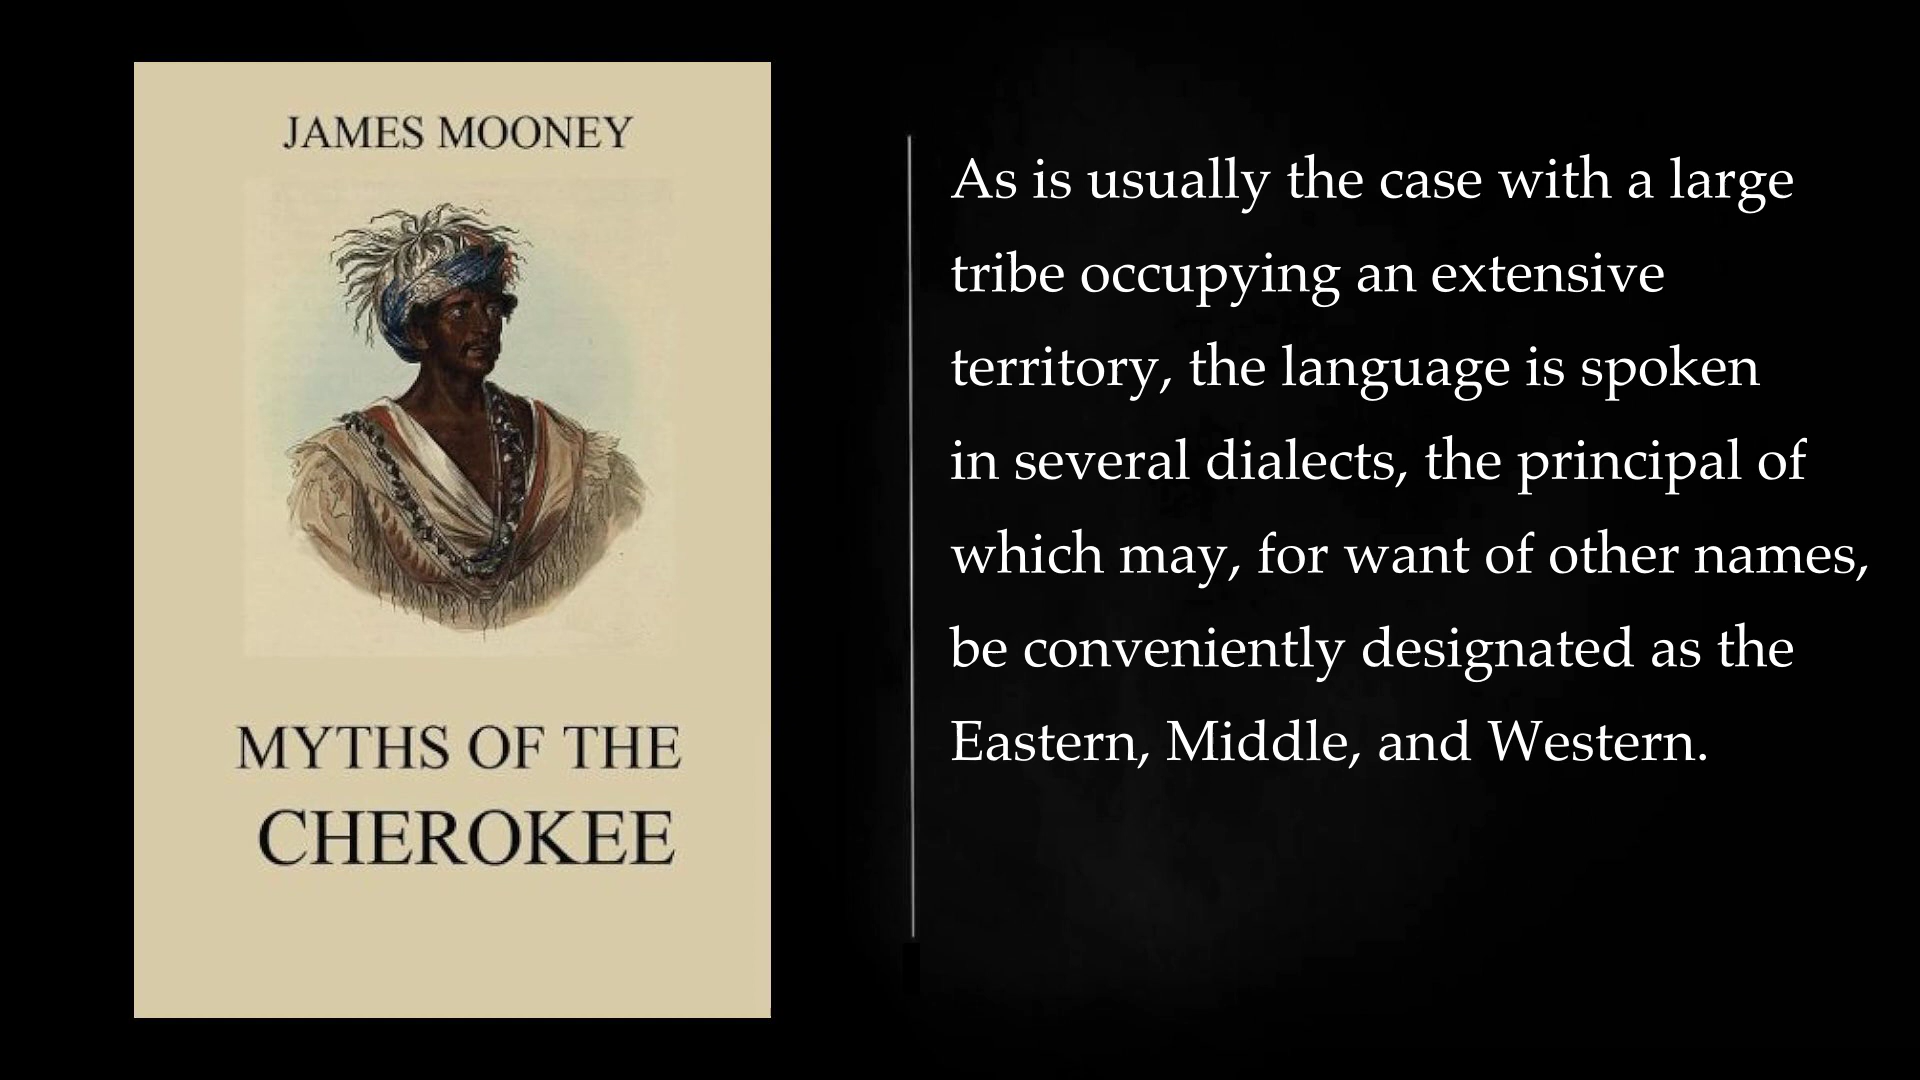 JAMES MOONEY
MYTHS OF THE
CHEROKEE
As is usually the case with a large
tribe occupying an extensive
territory, the language is spoken
in several dialects, the principal of
which may, for want of other names,
be conveniently designated as the
Eastern, Middle, and Western.